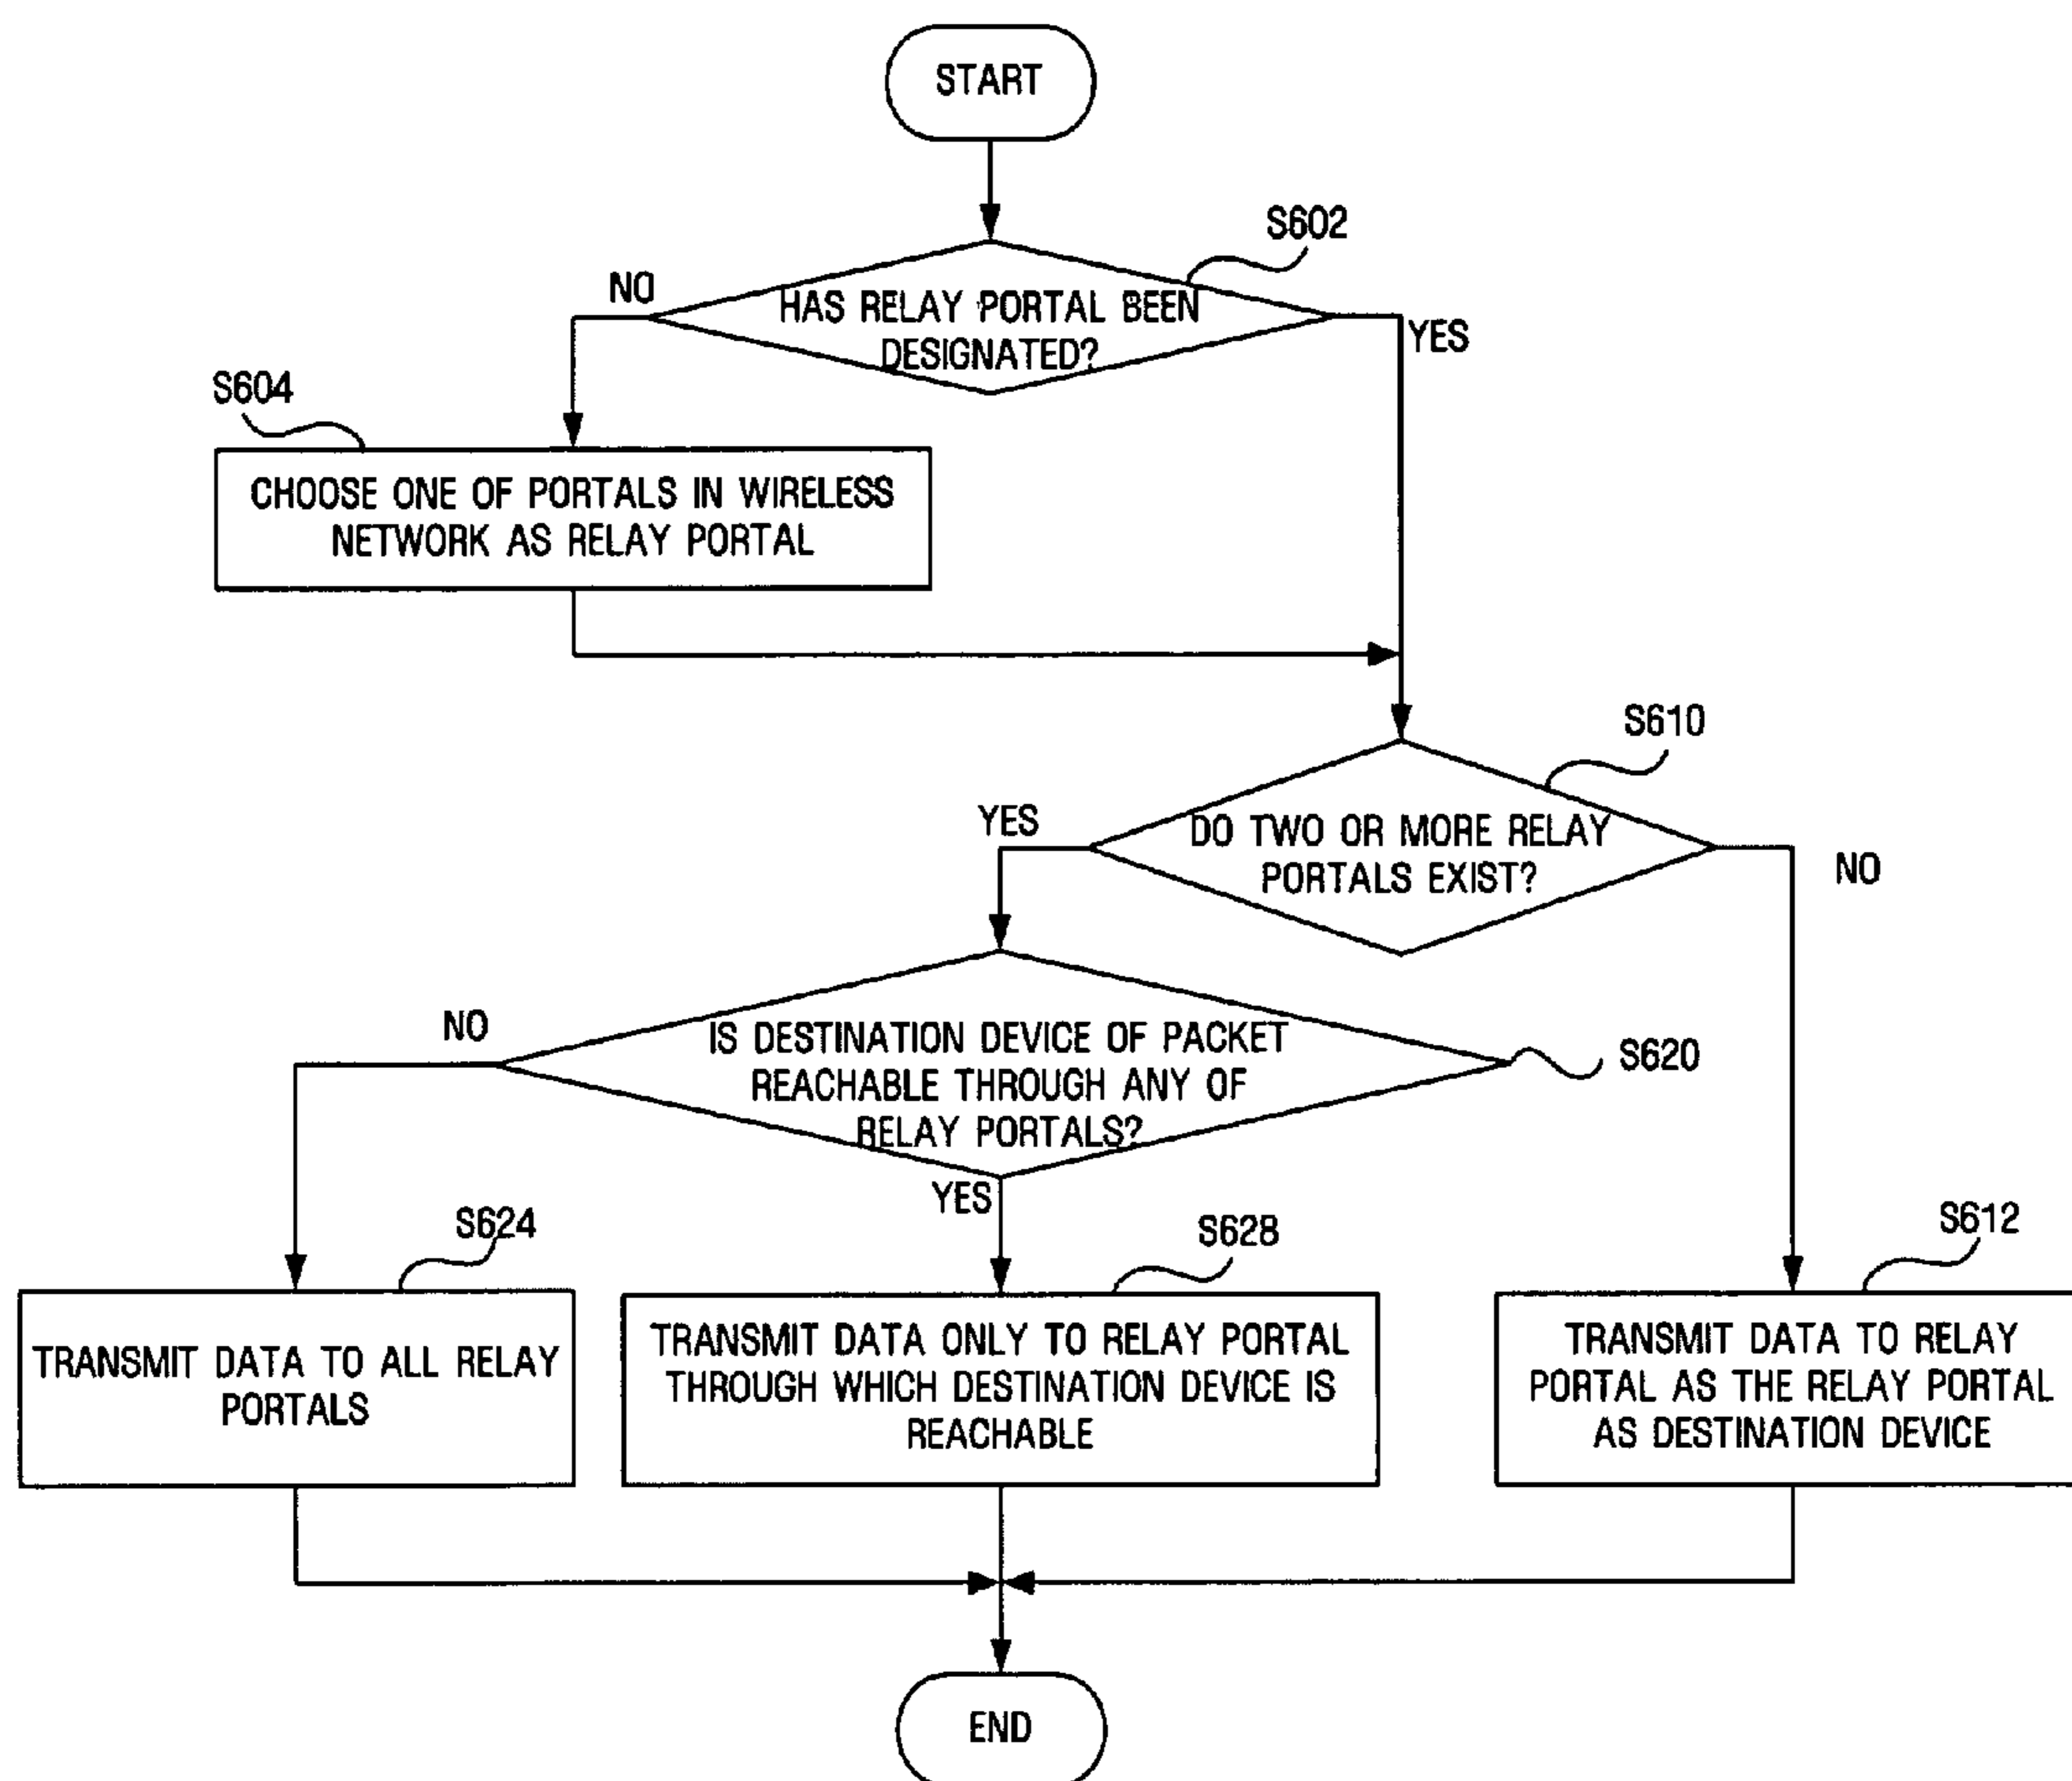 START
S602
NO
HAS RELAY PORTAL BEEN
DESIGNATED?
YES
S604
CHOOSE ONE OF PORTALS IN WIRELESS
NETWORK AS RELAY PORTAL
S610
YES
DO TWO OR MORE RELAY
PORTALS EXIST?
NO
NO
IS DESTINATION DEVICE OF PACKET
REACHABLE THROUGH ANY OF
RELAY PORTALS?
S620
YES
S624
S628
S612
TRANSMIT DATA TO ALL RELAY
PORTALS
TRANSMIT DATA ONLY TO RELAY PORTAL
THROUGH WHICH DESTINATION DEVICE IS
REACHABLE
TRANSMIT DATA TO RELAY
PORTAL AS THE RELAY PORTAL
AS DESTINATION DEVICE
END